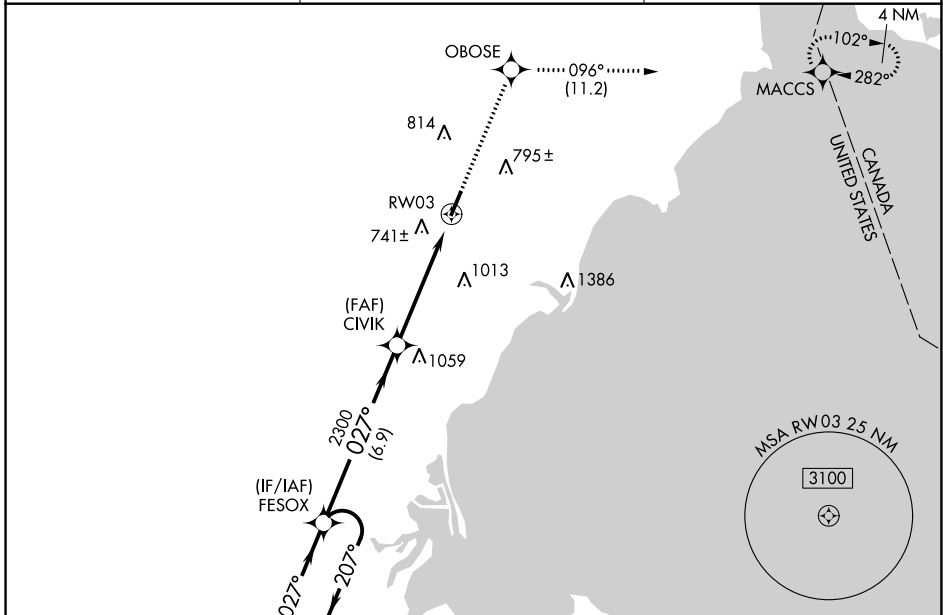 4 NM
OBOSE
102°
096°
(11.2)
282°
MACCS
814
795±
CANADA
UNITED STATES
RW03
741±
1013
1386
(FAF)
CIVIK
1059
2300
027°
(6.9)
MSA RW03 25 NM
3100
(IF/IAF)
FESOX
027°
207°